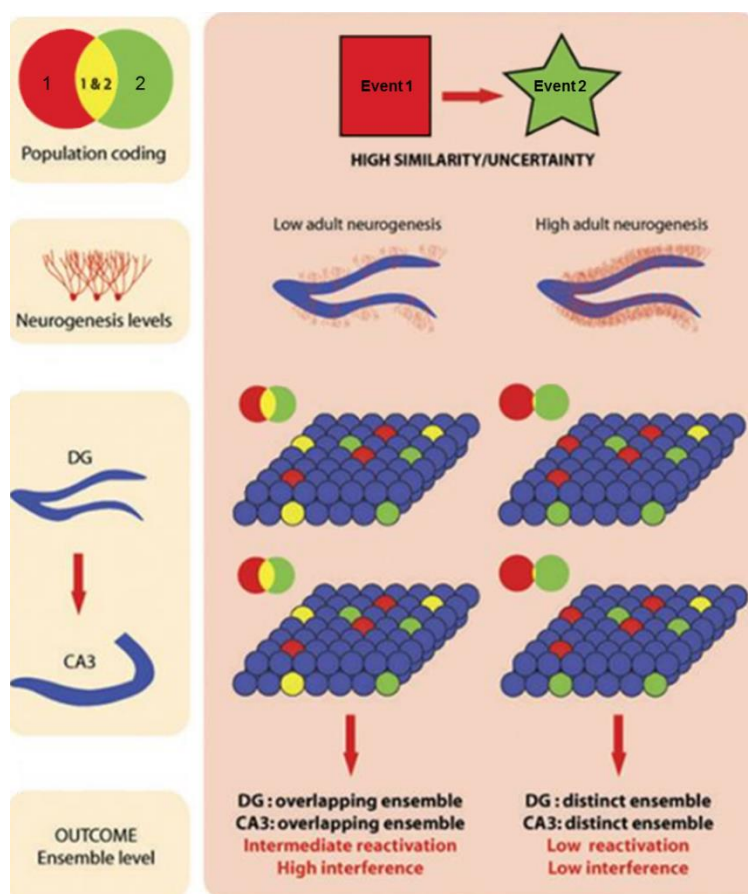 1
1 & 2
2
Population coding
Event 1
Event 2
HIGH SIMILARITY/UNCERTAINTY
Neurogenesis levels
Low adult neurogenesis
High adult neurogenesis
DG
CA3
OUTCOME
Ensemble level
DG : overlapping ensemble
CA3: overlapping ensemble
Intermediate reactivation
High interference
DG : distinct ensemble
CA3: distinct ensemble
Low reactivation
Low interference